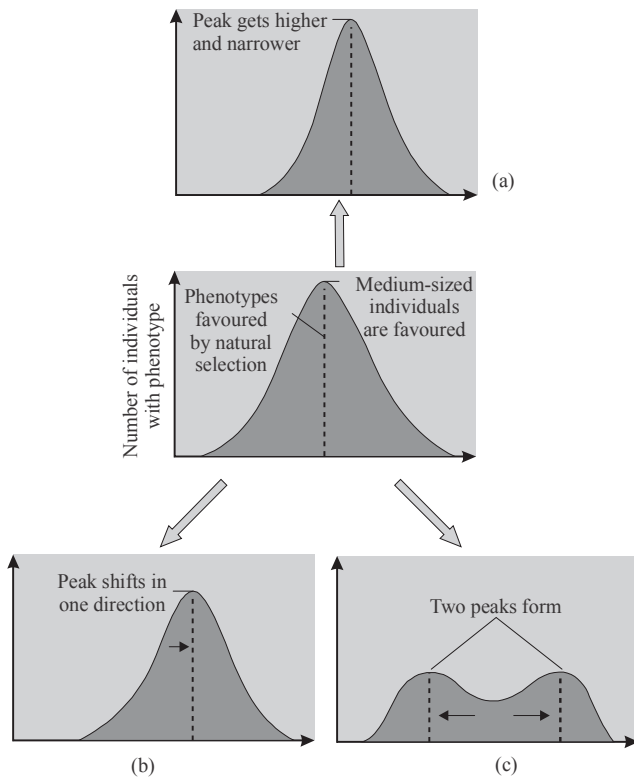 Peak gets higher
and narrower
(a)
Number of individuals
with phenotype
Phenotypes
favoured
by natural
selection
Medium-sized
individuals
are favoured
Peak shifts in
one direction
(b)
Two peaks form
(c)